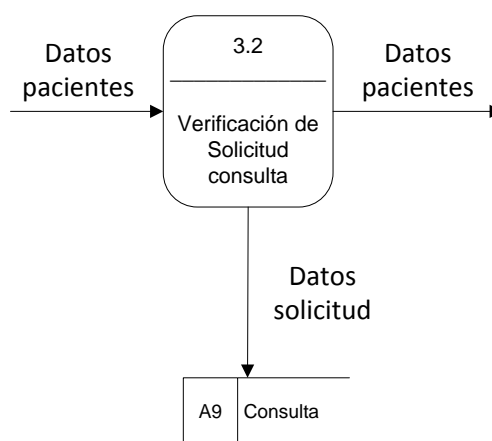 Datos
pacientes
3.2
Verificación de
Solicitud
consulta
Datos
pacientes
Datos
solicitud
A9
Consulta